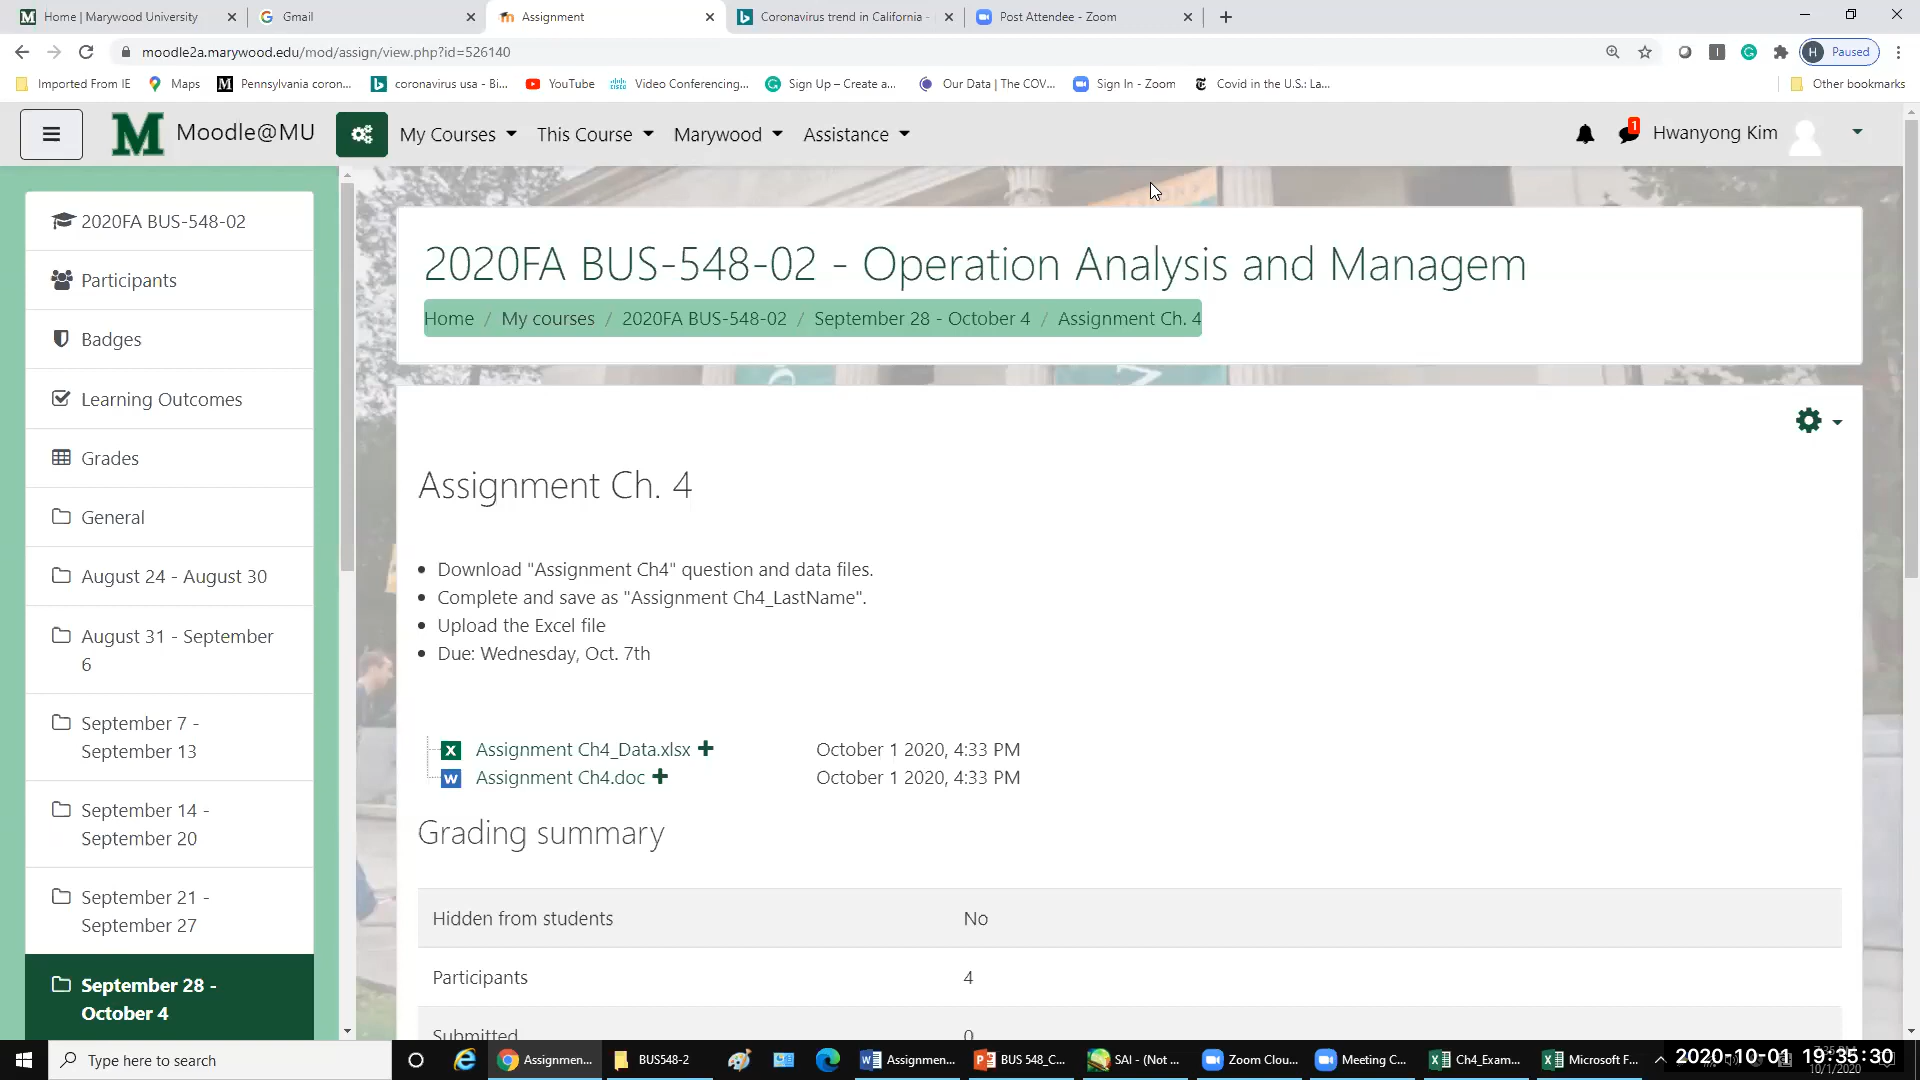 Home | Marywood University
Gmail
Assignment
Coronavirus trend in California -
Post Attendee - Zoom
moodle2a.marywood.edu/mod/assign/view.php?id=526140
H Paused
Imported From IE
Maps
Pennsylvania coron...
coronavirus usa - Bi...
YouTube
Video Conferencing...
Sign Up – Create a...
Our Data | The COV...
Sign In - Zoom
Covid in the U.S.: La...
Other bookmarks
M Moodle@MU
My Courses
This Course
Marywood
Assistance
1
Hwanyong Kim
2020FA BUS-548-02
Participants
Badges
Learning Outcomes
Grades
General
August 24 - August 30
August 31 - September
6
September 7 -
September 13
September 14 -
September 20
September 21 -
September 27
September 28 -
October 4
2020FA BUS-548-02 - Operation Analysis and Managem
Home / My courses / 2020FA BUS-548-02 / September 28 - October 4 / Assignment Ch. 4
Assignment Ch. 4
• Download "Assignment Ch4" question and data files.
• Complete and save as "Assignment Ch4_LastName".
• Upload the Excel file
• Due: Wednesday, Oct. 7th
Assignment Ch4_Data.xlsx October 1 2020, 4:33 PM
Assignment Ch4.doc October 1 2020, 4:33 PM
Grading summary
Hidden from students No
Participants 4
Submitted 0
Type here to search
Assignmen...
BUS548-2
Assignmen...
BUS 548_C...
SAI - (Not ...
Zoom Clou...
Meeting C...
Ch4_Exam...
Microsoft F...
2020-10-01 19:35:30
10/1/2020